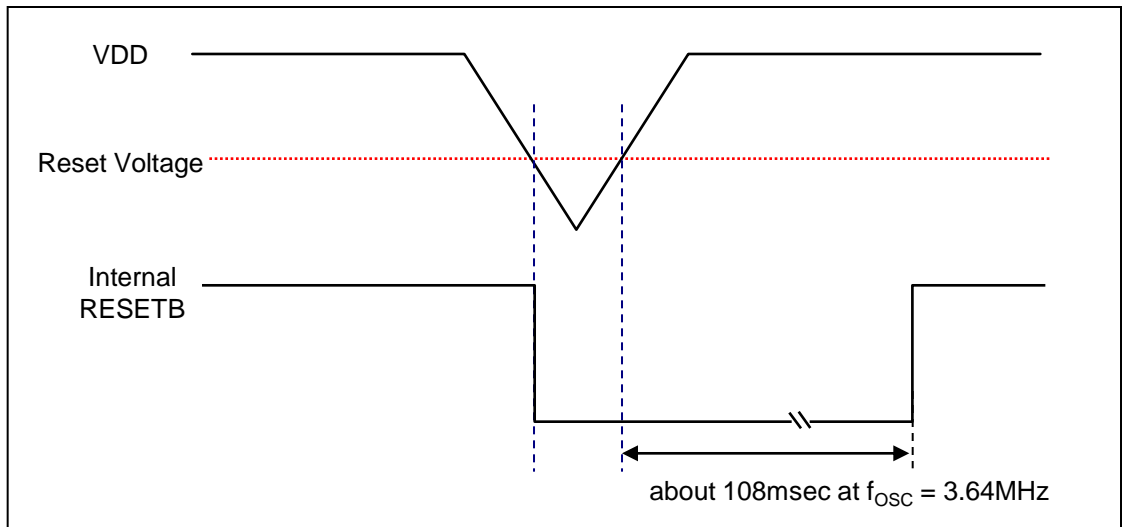 VDD
Reset Voltage
Internal
RESETB
about 108msec at fOSC = 3.64MHz